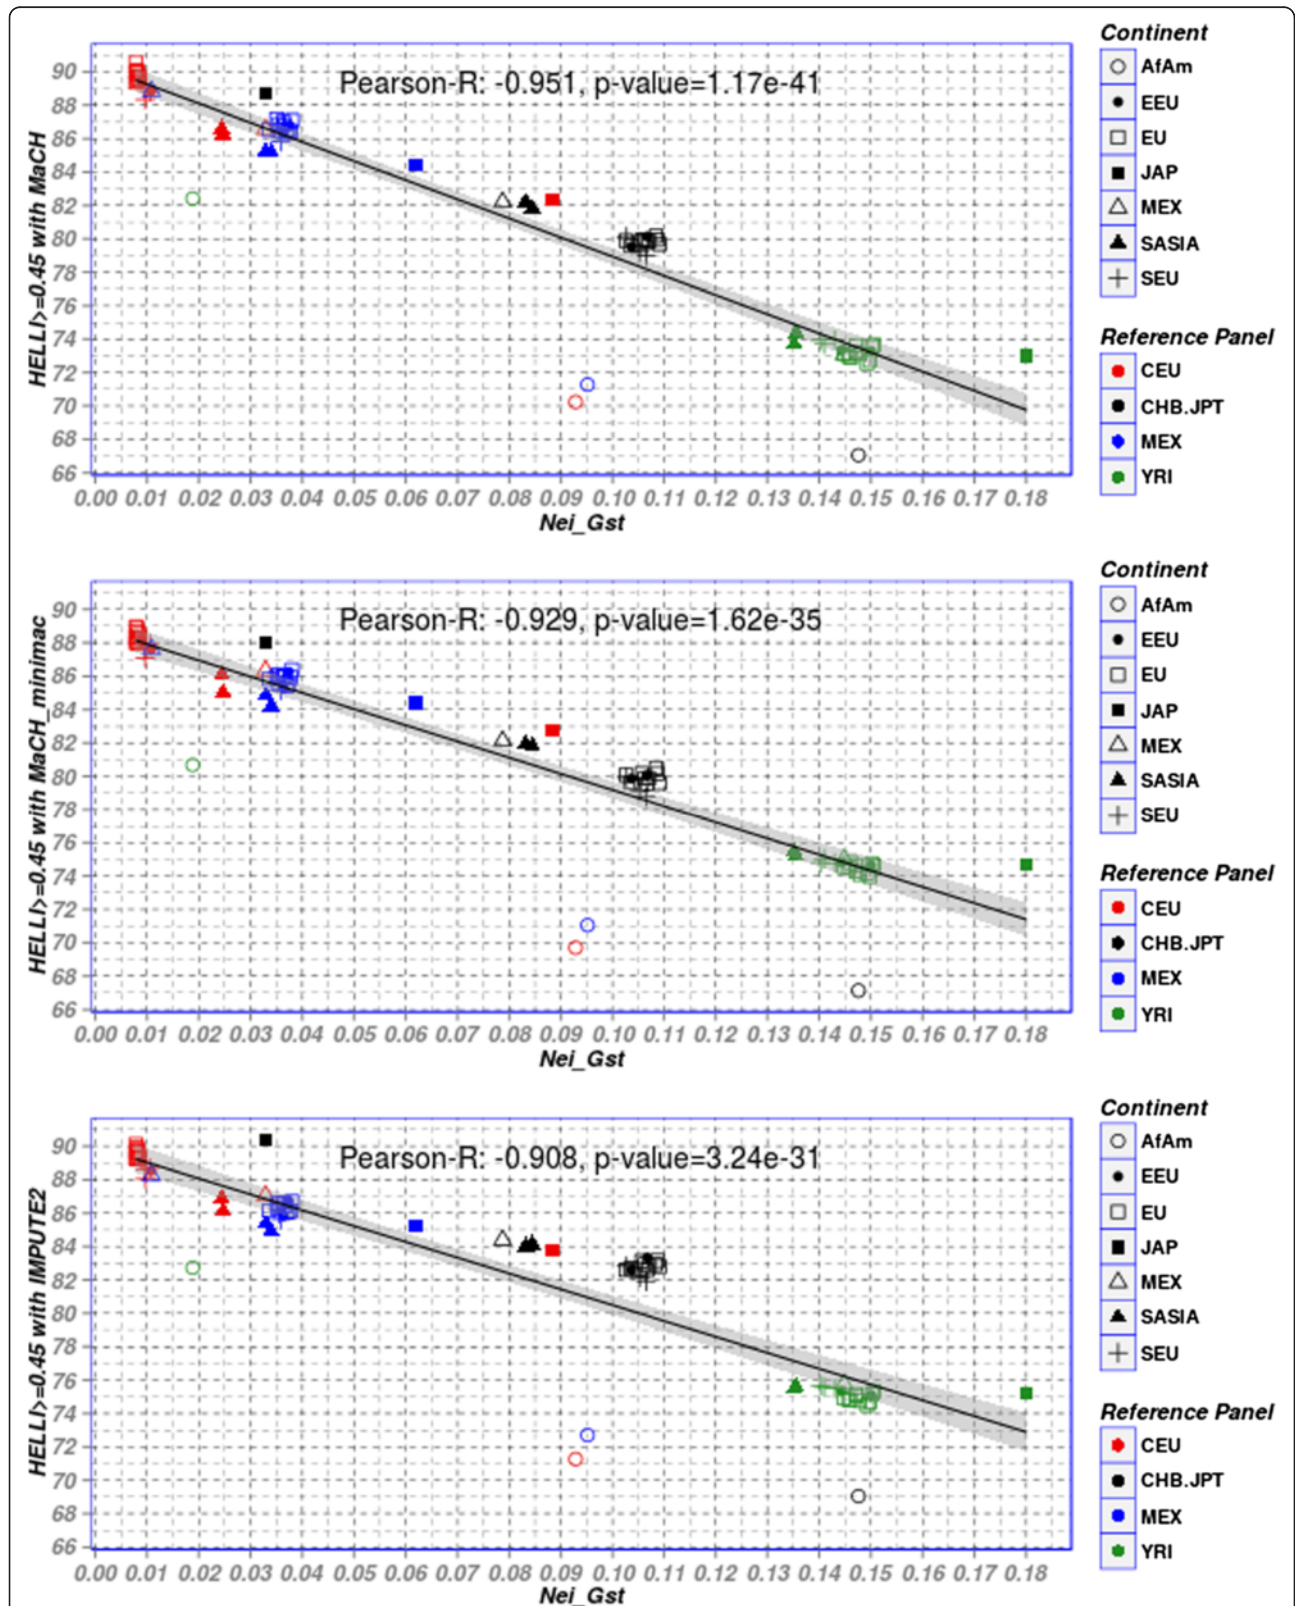 HELLI>=0.45 with MaCH
90
88
86
84
82
80
78
76
74
72
70
68
66
Pearson-R: -0.951, p-value=1.17e-41
0.00 0.01 0.02 0.03 0.04 0.05 0.06 0.07 0.08 0.09 0.10 0.11 0.12 0.13 0.14 0.15 0.16 0.17 0.18
Nei_Gst
Continent
AfAm
EEU
EU
JAP
MEX
SASIA
SEU
Reference Panel
CEU
CHB.JPT
MEX
YRI
HELLI>=0.45 with MaCH_minimac
90
88
86
84
82
80
78
76
74
72
70
68
66
Pearson-R: -0.929, p-value=1.62e-35
0.00 0.01 0.02 0.03 0.04 0.05 0.06 0.07 0.08 0.09 0.10 0.11 0.12 0.13 0.14 0.15 0.16 0.17 0.18
Nei_Gst
Continent
AfAm
EEU
EU
JAP
MEX
SASIA
SEU
Reference Panel
CEU
CHB.JPT
MEX
YRI
HELLI>=0.45 with IMPUTE2
90
88
86
84
82
80
78
76
74
72
70
68
66
Pearson-R: -0.908, p-value=3.24e-31
0.00 0.01 0.02 0.03 0.04 0.05 0.06 0.07 0.08 0.09 0.10 0.11 0.12 0.13 0.14 0.15 0.16 0.17 0.18
Nei_Gst
Continent
AfAm
EEU
EU
JAP
MEX
SASIA
SEU
Reference Panel
CEU
CHB.JPT
MEX
YRI